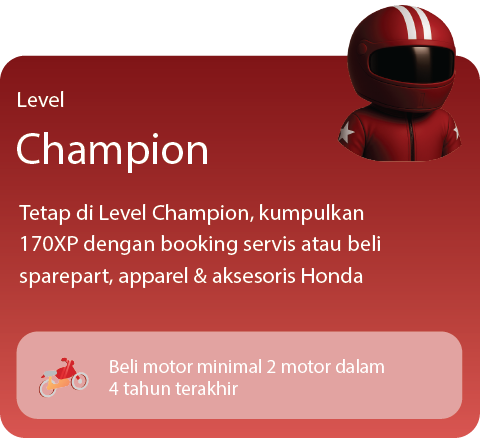 Level
Champion
Tetap di Level Champion, kumpulkan
170XP dengan booking servis atau beli
sparepart, apparel & aksesoris Honda
Beli motor minimal 2 motor dalam
4 tahun terakhir